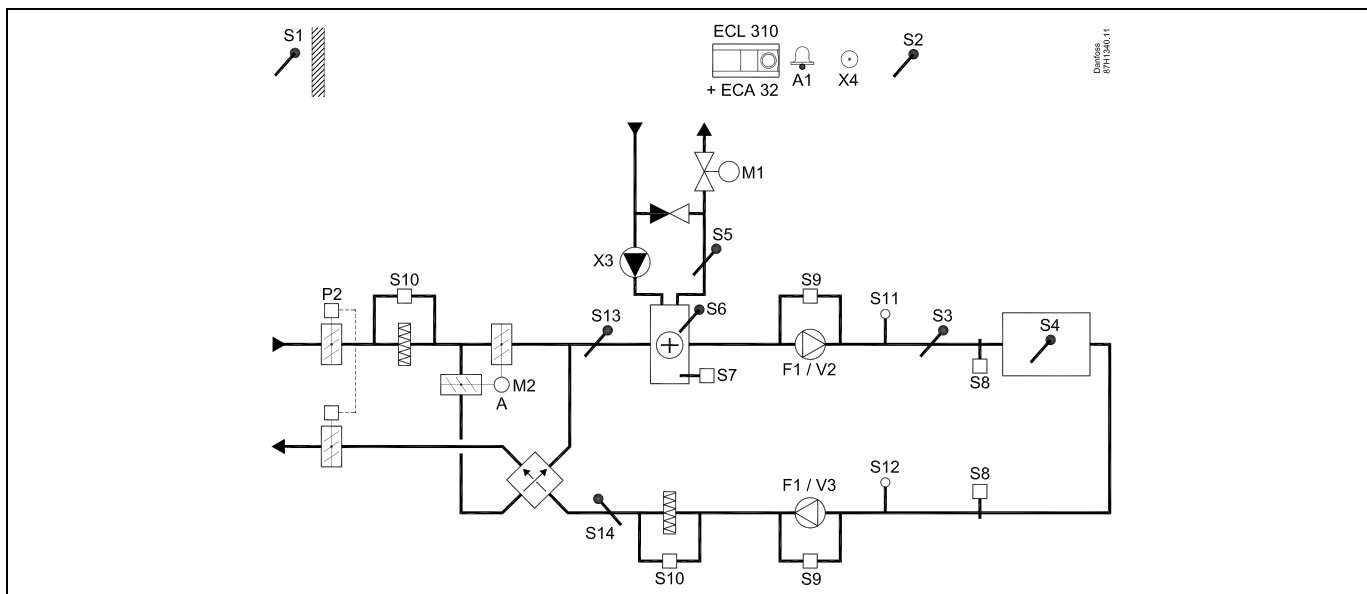 S1
ECL 310
+ ECA 32
A1
X4
S2
Danfoss
87H1340.11
M1
S5
X3
S10
P2
S13
S6
S9
S11
S3
S4
S7
F1 / V2
S8
M2
A
S12
S8
F1 / V3
S14
S10
S9